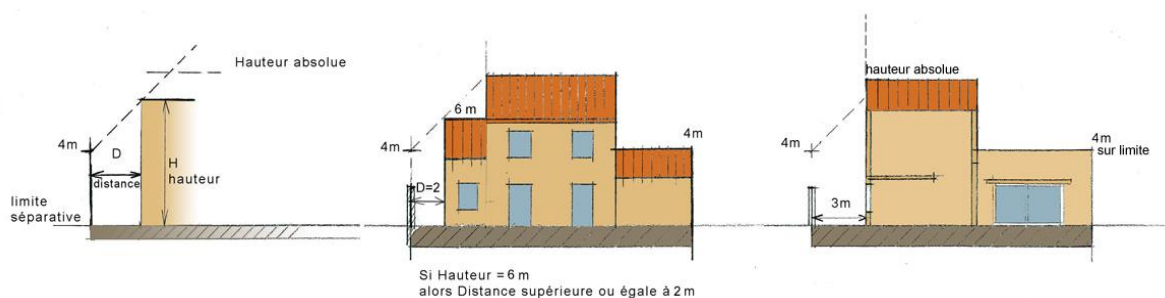 Hauteur absolue
4m
D
distance
H
hauteur
limite
séparative
6 m
4m
4m
D=2
Si Hauteur = 6 m
alors Distance supérieure ou égale à 2 m
hauteur absolue
4m
3m
4m
sur limite